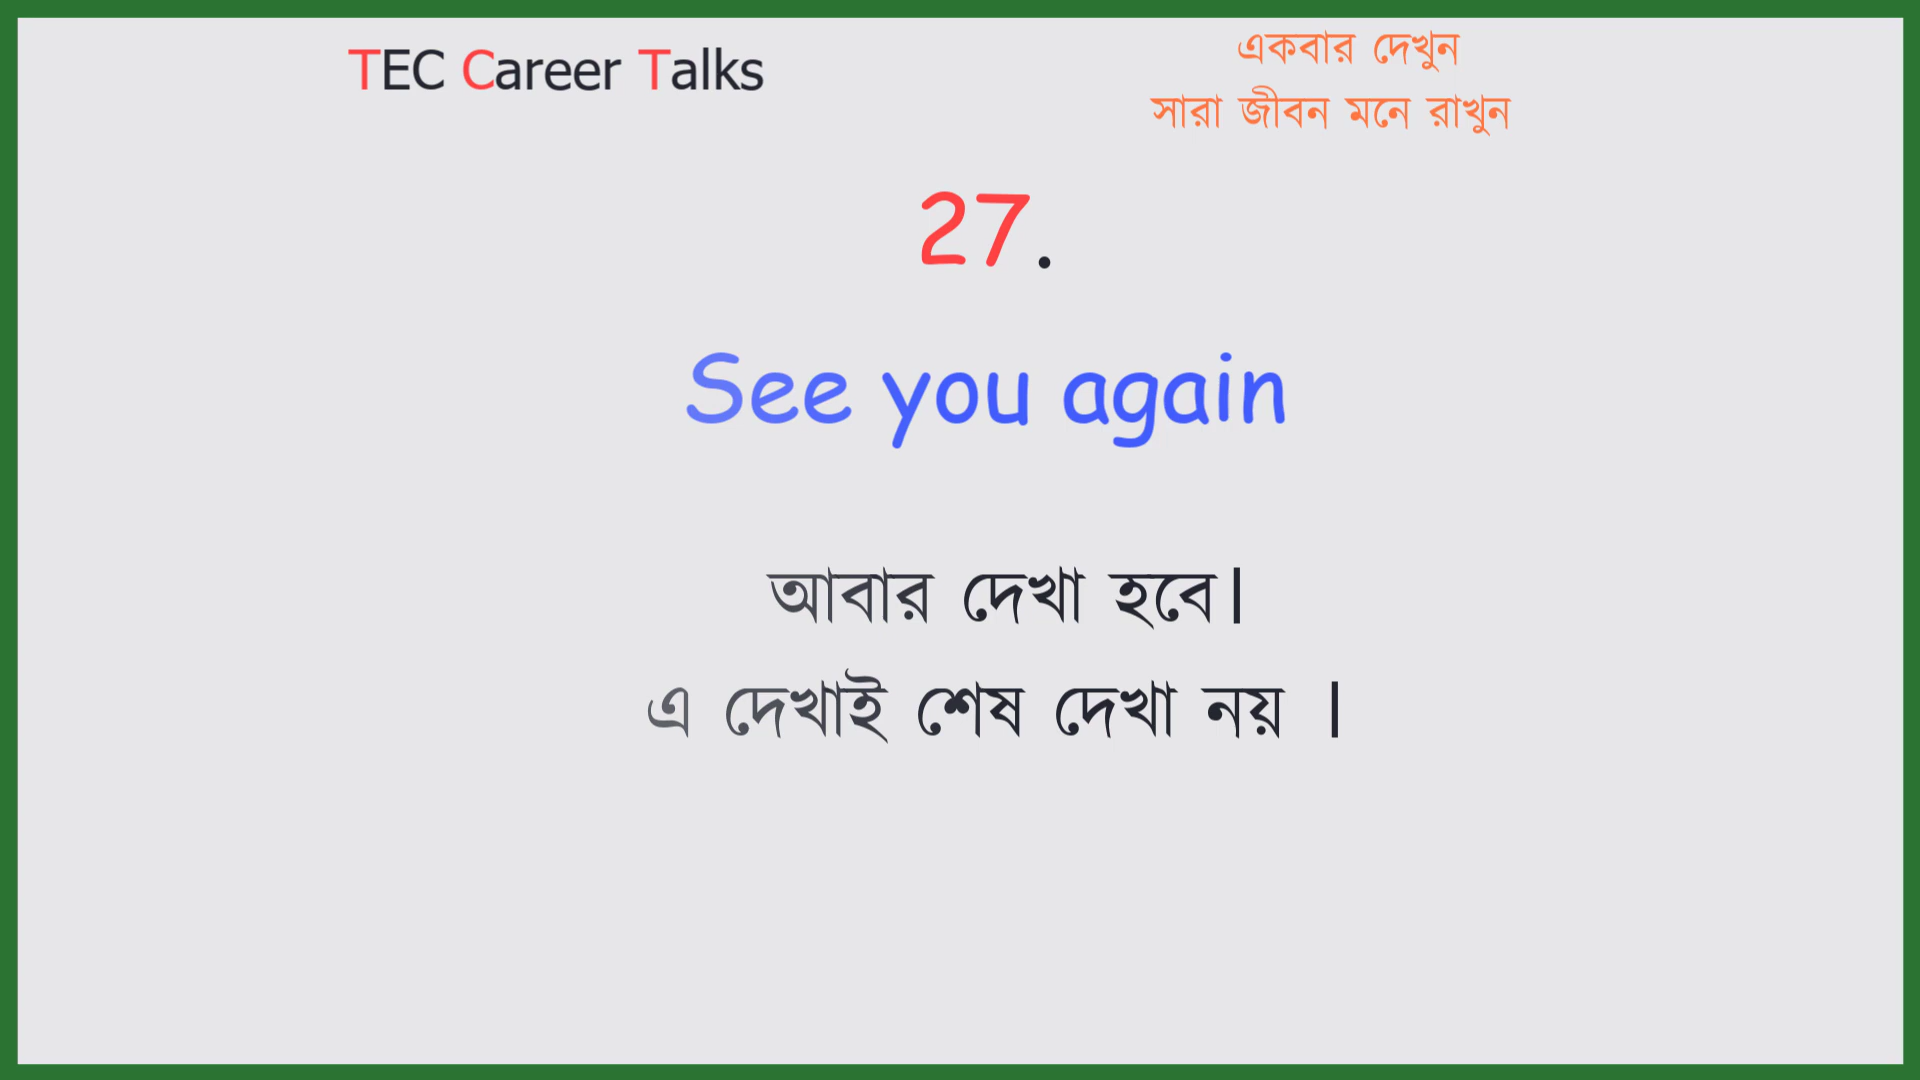 TEC Career Talks
একবার দেখুন
সারা জীবন মনে রাখুন
27.
See you again
আবার দেখা হবে।
এ দেখাই শেষ দেখা নয় ।